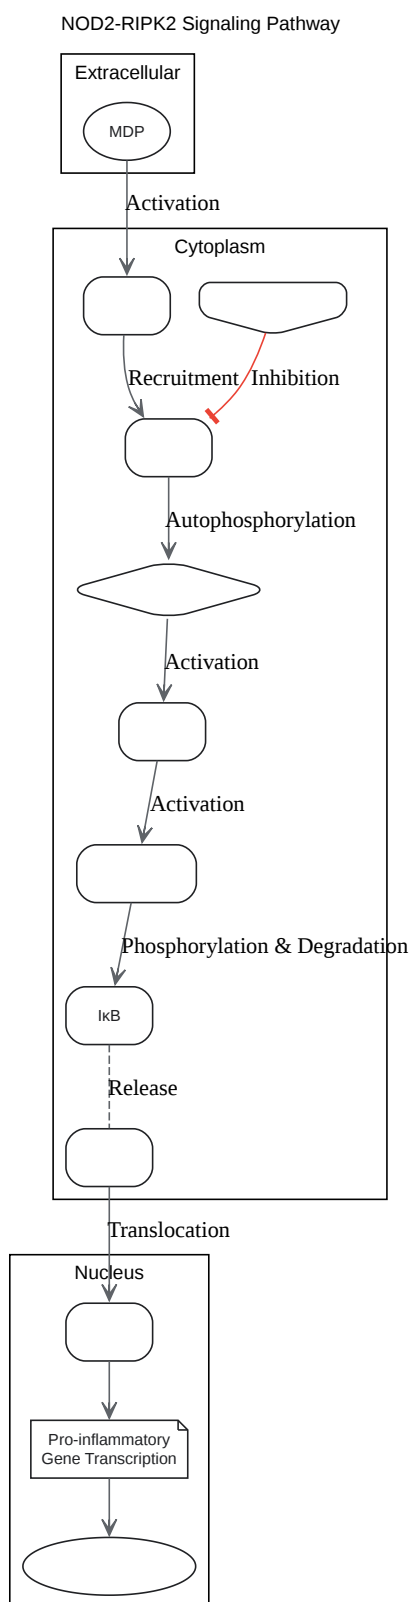 NOD2-RIPK2 Signaling Pathway
Extracellular
MDP
Activation
Cytoplasm
Recruitment
Inhibition
Autophosphorylation
Activation
Activation
Phosphorylation & Degradation
IκB
Release
Translocation
Nucleus
Pro-inflammatory
Gene Transcription